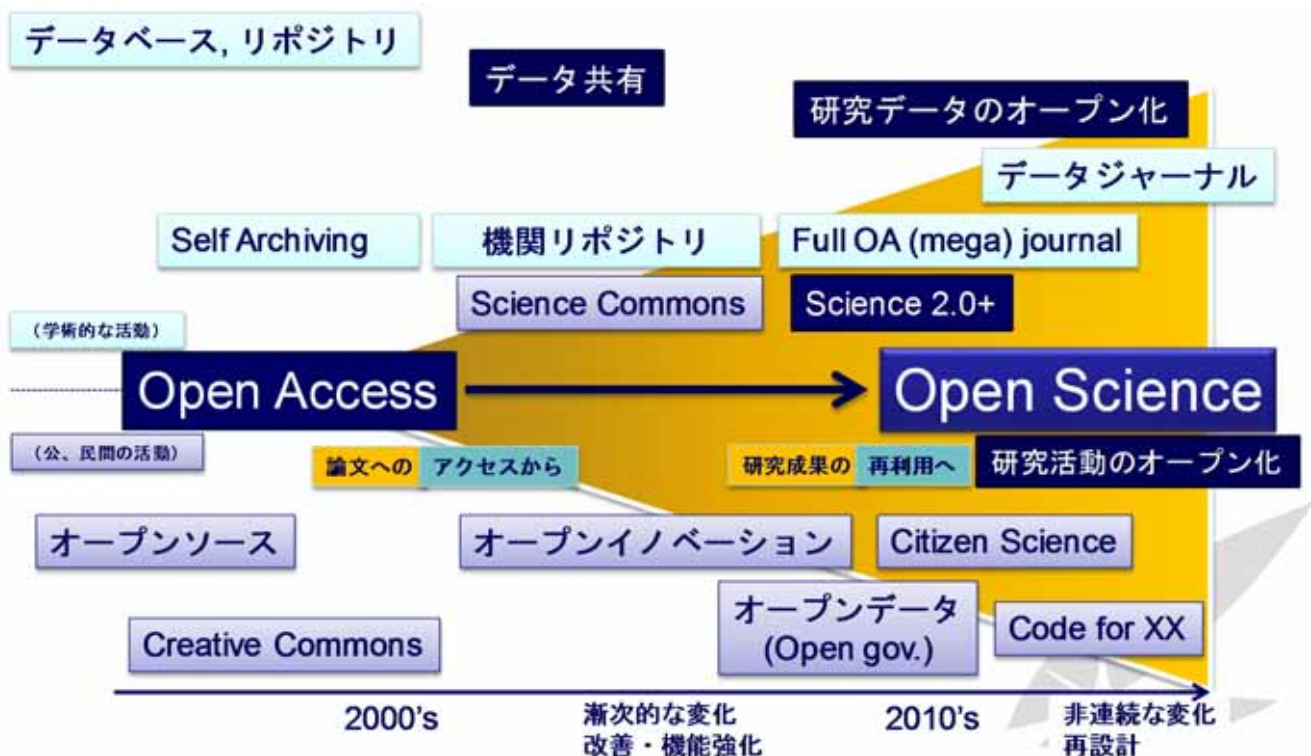 データベース, リポジトリ
データ共有
研究データのオープン化
データジャーナル
Self Archiving
機関リポジトリ
Full OA (mega) journal
Science Commons
Science 2.0+
（学術的な活動）
Open Access
Open Science
（公、民間の活動）
論文への アクセスから
研究成果の 再利用へ
研究活動のオープン化
オープンソース
オープンイノベーション
Citizen Science
オープンデータ
(Open gov.)
Code for XX
Creative Commons
2000's
漸次的な変化
改善・機能強化
2010's
非連続な変化
再設計